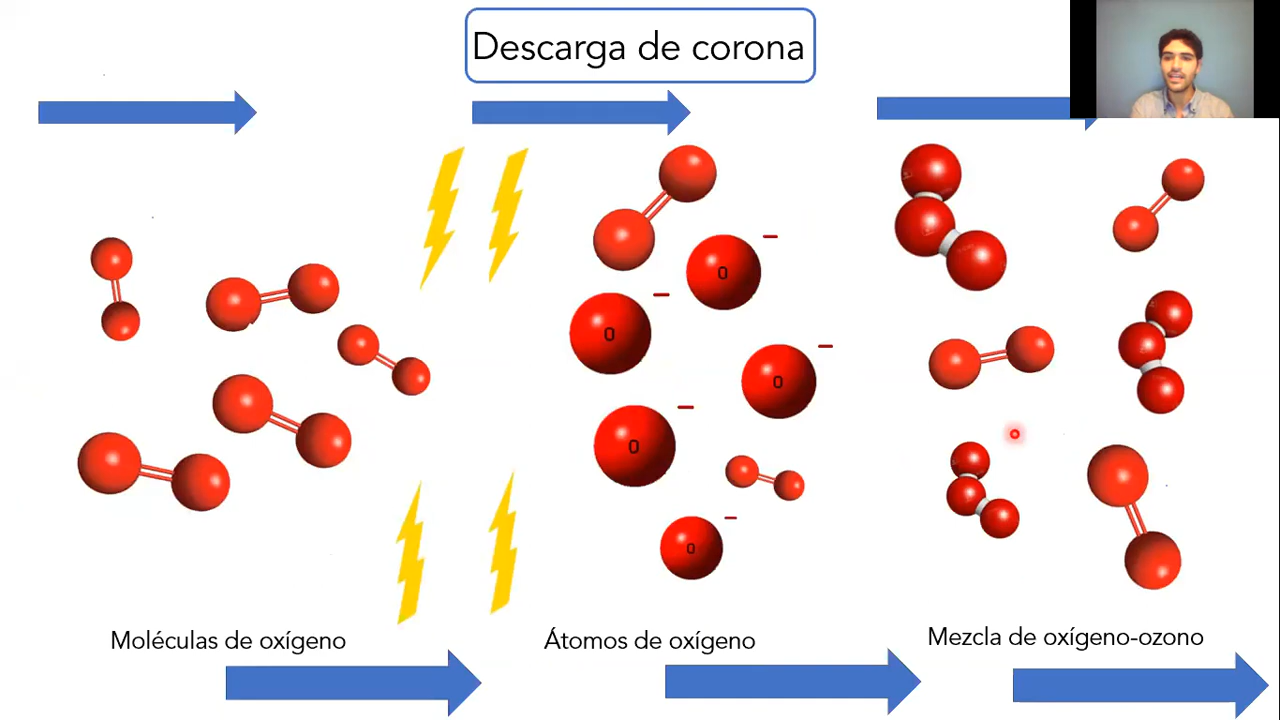 Descarga de corona
O
O
O
O
O
Moléculas de oxígeno
Átomos de oxígeno
Mezcla de oxígeno-ozono